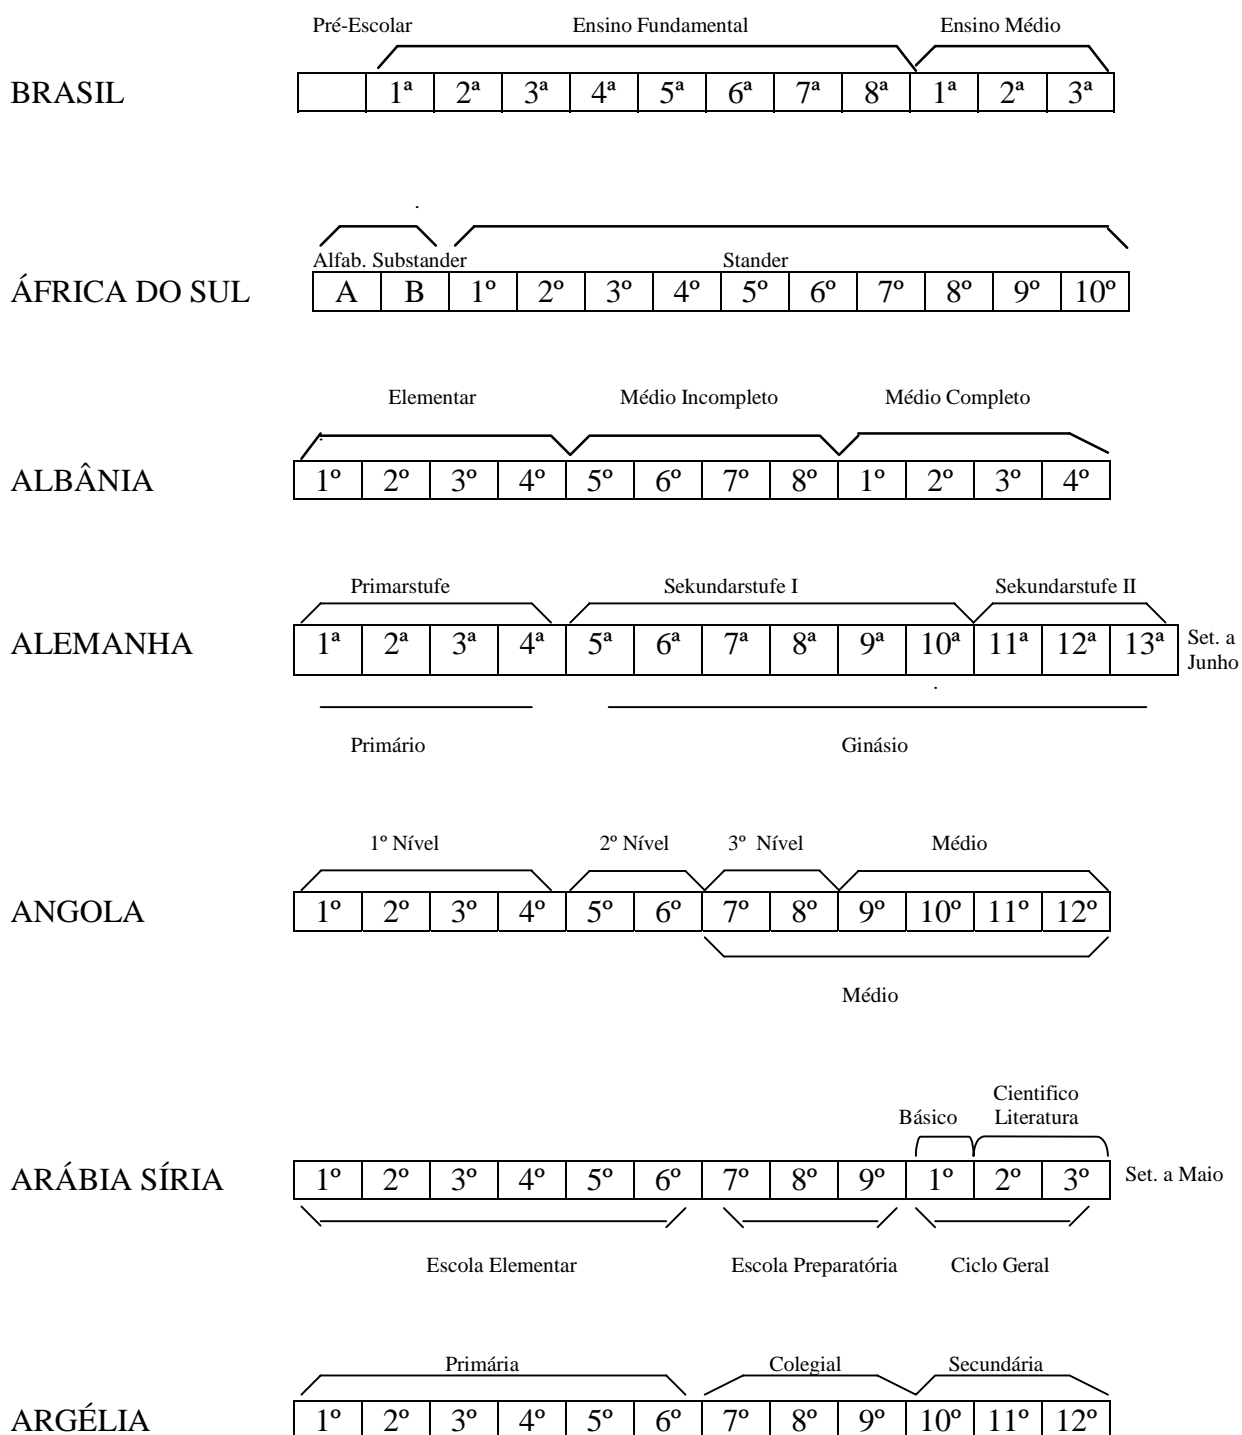 Pré-Escolar Ensino Fundamental Ensino Médio
BRASIL 1ª 2ª 3ª 4ª 5ª 6ª 7ª 8ª 1ª 2ª 3ª
Alfab. Substander Stander
ÁFRICA DO SUL A B 1º 2º 3º 4º 5º 6º 7º 8º 9º 10º
Elementar Médio Incompleto Médio Completo
ALBÂNIA 1º 2º 3º 4º 5º 6º 7º 8º 1º 2º 3º 4º
Primarstufe Sekundarstufe I Sekundarstufe II
ALEMANHA 1ª 2ª 3ª 4ª 5ª 6ª 7ª 8ª 9ª 10ª 11ª 12ª 13ª Set. a
Junho
Primário Ginásio
1º Nível 2º Nível 3º Nível Médio
ANGOLA 1º 2º 3º 4º 5º 6º 7º 8º 9º 10º 11º 12º
Médio
Cientifico
Básico Literatura
ARÁBIA SÍRIA 1º 2º 3º 4º 5º 6º 7º 8º 9º 1º 2º 3º Set. a Maio
Escola Elementar Escola Preparatória Ciclo Geral
Primária Colegial Secundária
ARGÉLIA 1º 2º 3º 4º 5º 6º 7º 8º 9º 10º 11º 12º